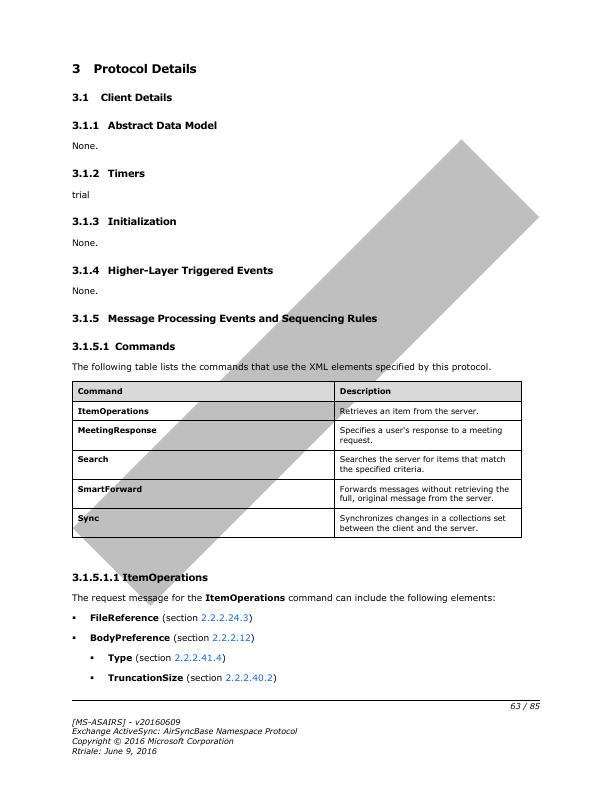 3 Protocol Details
3.1 Client Details
3.1.1 Abstract Data Model
None.
3.1.2 Timers
trial
3.1.3 Initialization
None.
3.1.4 Higher-Layer Triggered Events
None.
3.1.5 Message Processing Events and Sequencing Rules
3.1.5.1 Commands
The following table lists the commands that use the XML elements specified by this protocol.
Command Description
ItemOperations Retrieves an item from the server.
MeetingResponse Specifies a user's response to a meeting
request.
Search Searches the server for items that match
the specified criteria.
SmartForward Forwards messages without retrieving the
full, original message from the server.
Sync Synchronizes changes in a collections set
between the client and the server.
3.1.5.1.1 ItemOperations
The request message for the ItemOperations command can include the following elements:
▪ FileReference (section 2.2.2.24.3)
▪ BodyPreference (section 2.2.2.12)
▪ Type (section 2.2.2.41.4)
▪ TruncationSize (section 2.2.2.40.2)
63 / 85
[MS-ASAIRS] - v20160609
Exchange ActiveSync: AirSyncBase Namespace Protocol
Copyright © 2016 Microsoft Corporation
Rtriale: June 9, 2016